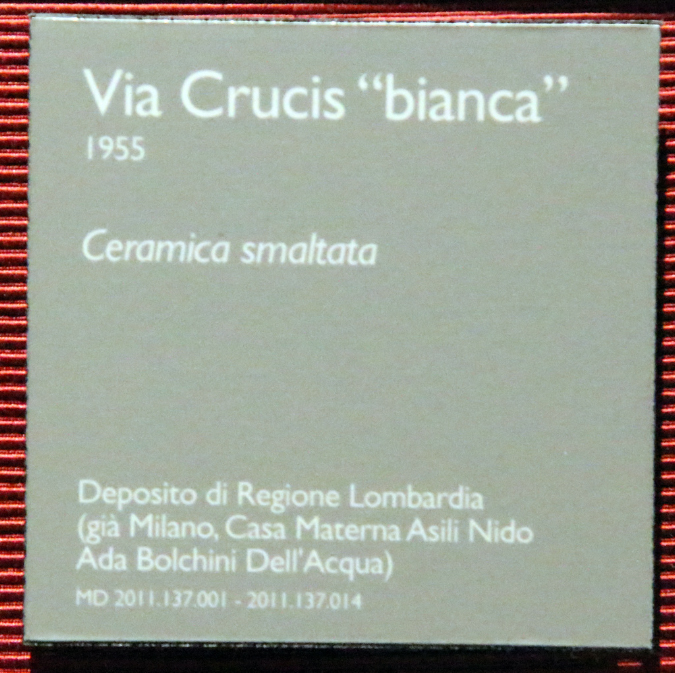 Via Crucis “bianca”
1955
Ceramica smaltata
Deposito di Regione Lombardia
(già Milano, Casa Materna Asili Nido
Ada Bolchini Dell'Acqua)
MD 2011.137.001 - 2011.137.014